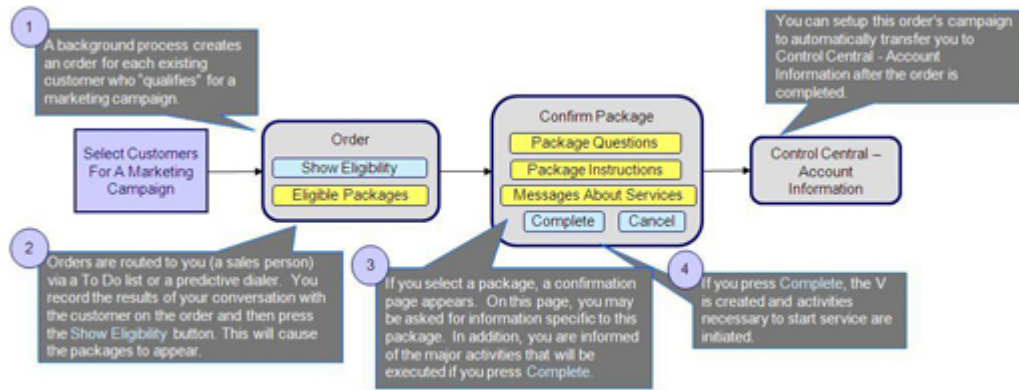 1
A background process creates
an order for each existing
customer who "qualifies" for a
marketing campaign.
You can setup this order's campaign
to automatically transfer you to
Control Central - Account
Information after the order is
completed.
Select Customers
For A Marketing
Campaign
Order
Show Eligibility
Eligible Packages
Confirm Package
Package Questions
Package Instructions
Messages About Services
Complete
Cancel
Control Central –
Account
Information
2
Orders are routed to you (a sales person)
via a To Do list or a predictive dialer. You
record the results of your conversation with
the customer on the order and then press
the Show Eligibility button. This will cause
the packages to appear.
3
If you select a package, a confirmation
page appears. On this page, you may
be asked for information specific to this
package. In addition, you are informed
of the major activities that will be
executed if you press Complete.
4
If you press Complete, the V
is created and activities
necessary to start service are
initiated.